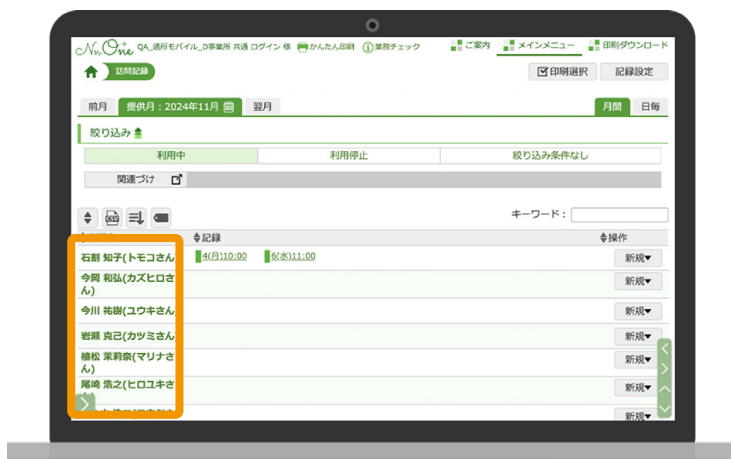 Nn One QA_通所モバイル_D事業所 共通 ログイン 様 かんたん印刷 業務チェック ご案内 メインメニュー 印刷ダウンロード
訪問記録 印刷選択 記録設定
前月 提供月：2024年11月 翌月 月間 日毎
絞り込み
利用中 利用停止 絞り込み条件なし
関連づけ
CSV キーワード：
記録 操作
石割 知子(トモコさん 4(月)10:00 6(水)11:00 新規▼
今岡 和弘(カズヒロさ 新規▼
ん)
今川 祐樹(ユウキさん 新規▼
岩瀬 克己(カツミさん 新規▼
植松 茉莉奈(マリナさ 新規▼
ん)
尾崎 浩之(ヒロユキさ 新規▼
新規▼